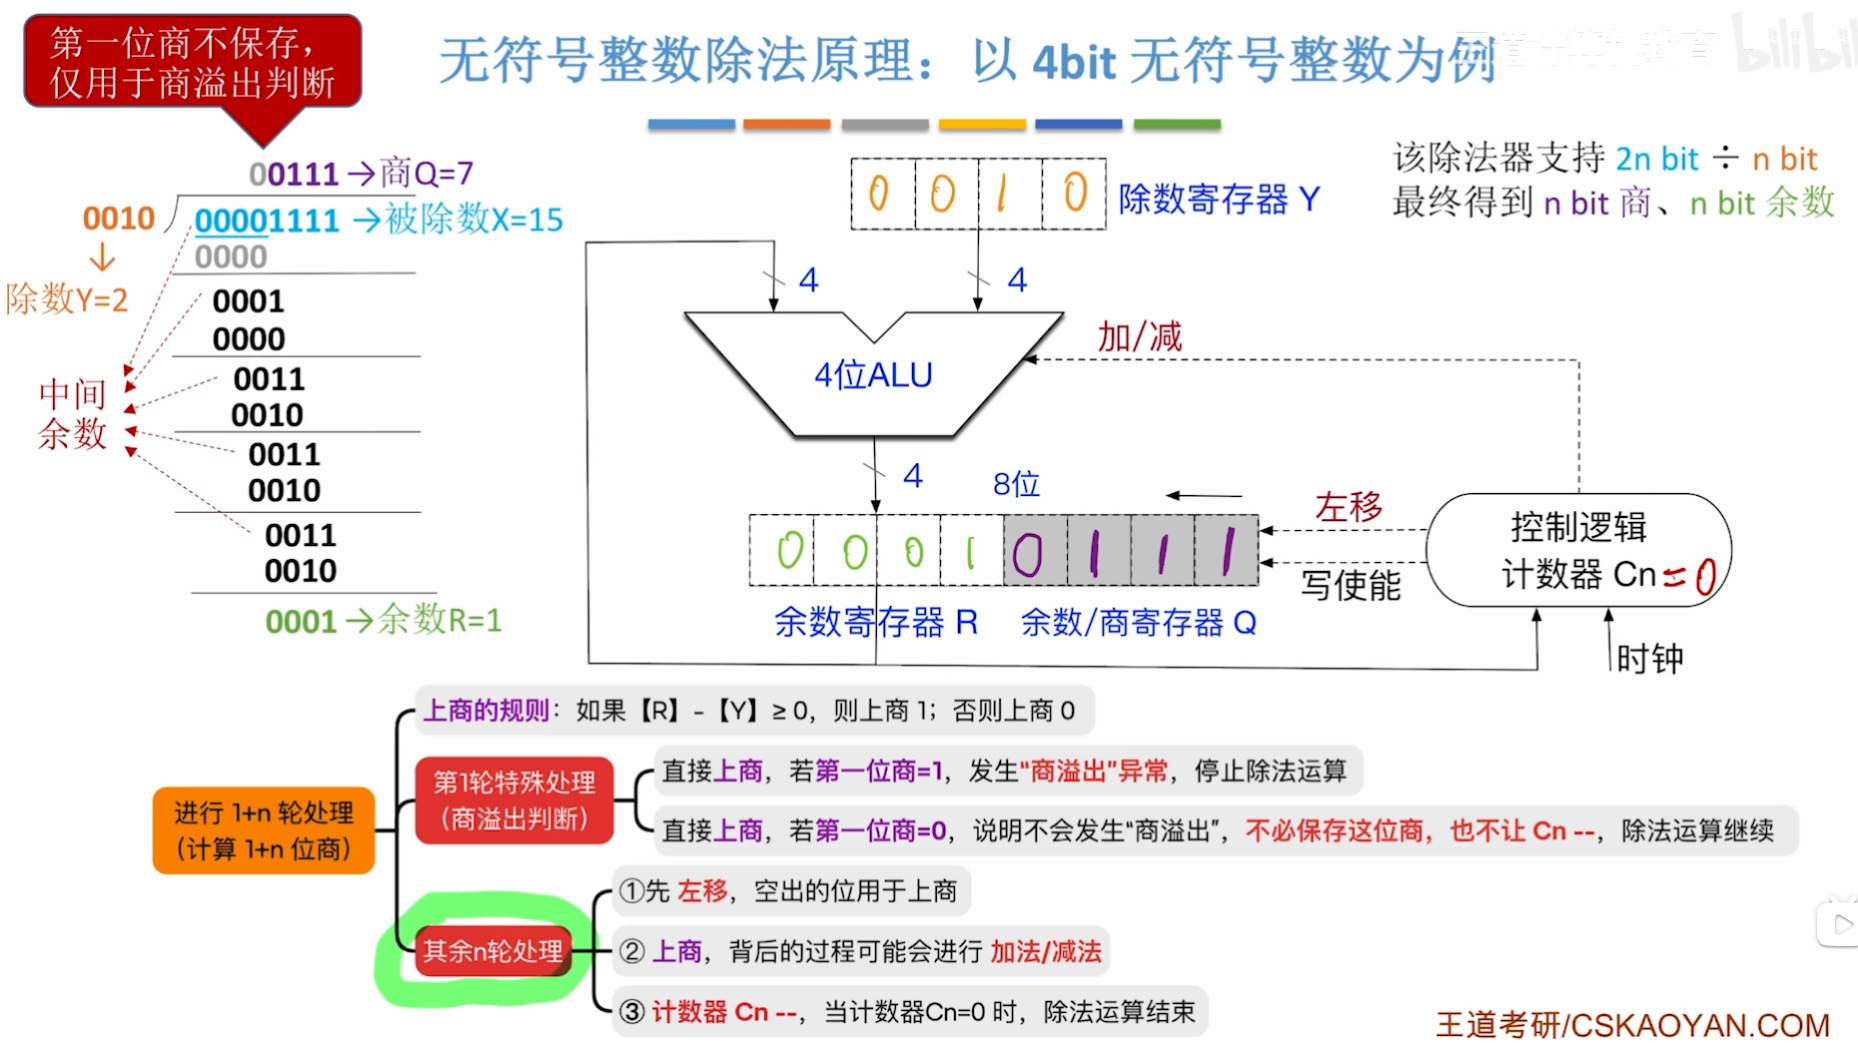 第一位商不保存，
仅用于商溢出判断
无符号整数除法原理：以 4bit 无符号整数为例
bilibili
00111 →商Q=7
0010
00001111 →被除数X=15
0000
除数Y=2
0001
0000
0011
0010
中间
余数
0011
0010
0011
0010
0001 →余数R=1
0 0 1 0
除数寄存器 Y
该除法器支持 2n bit ÷ n bit
最终得到 n bit 商、n bit 余数
4
4
加/减
4位ALU
4
8位
左移
写使能
0 0 0 1 0 1 1 1
余数寄存器 R
余数/商寄存器 Q
控制逻辑
计数器 Cn = 0
时钟
上商的规则：如果【R】-【Y】≥ 0，则上商 1；否则上商 0
进行 1+n 轮处理
（计算 1+n 位商）
第1轮特殊处理
（商溢出判断）
直接上商，若第一位商=1，发生“商溢出”异常，停止除法运算
直接上商，若第一位商=0，说明不会发生“商溢出”，不必保存这位商，也不让 Cn --，除法运算继续
其余n轮处理
①先 左移，空出的位用于上商
② 上商，背后的过程可能会进行 加法/减法
③ 计数器 Cn --，当计数器Cn=0 时，除法运算结束
王道考研/CSKAOYAN.COM